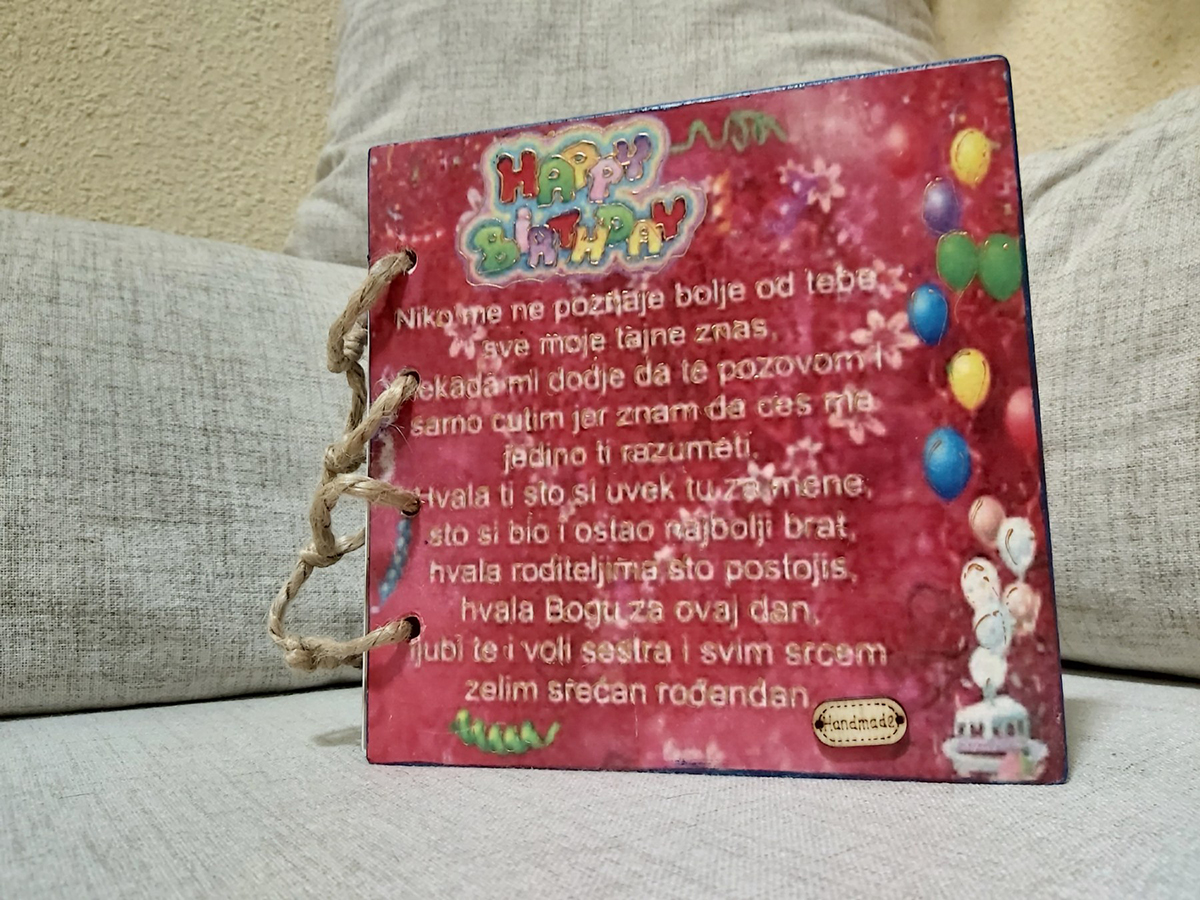 HAPPY
BIRTHDAY
Niko me ne poznaje bolje od tebe
sve moje tajne znas,
nekada mi dodje da te pozovom i
samo cutim jer znam da ces me
jedino ti razumeti.
Hvala ti sto si uvek tu za mene,
sto si bio i ostao najbolji brat,
hvala roditeljima sto postojis,
hvala Bogu za ovaj dan,
ljubi te i voli sestra i svim srcem
zelim srećan rođendan
Handmade